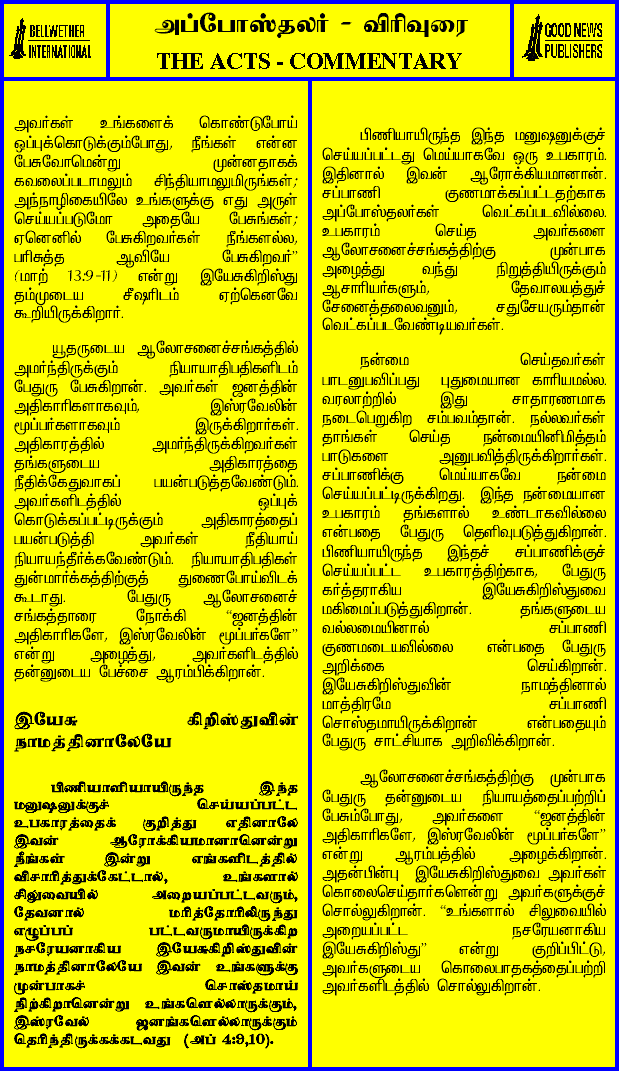 BELLWETHER
INTERNATIONAL
அப்போஸ்தலர் - விரிவுரை
THE ACTS - COMMENTARY
GOOD NEWS
PUBLISHERS
அவர்கள் உங்களைக் கொண்டுபோய்
ஒப்புக்கொடுக்கும்போது, நீங்கள் என்ன
பேசுவோமென்று முன்னதாகக்
கவலைப்படாமலும் சிந்தியாமலுமிருங்கள்;
அந்நாழிகையிலே உங்களுக்கு எது அருள்
செய்யப்படுமோ அதையே பேசுங்கள்;
ஏனெனில் பேசுகிறவர்கள் நீங்களல்ல,
பரிசுத்த ஆவியே பேசுகிறவர்”
(மாற் 13:9-11) என்று இயேசுகிறிஸ்து
தம்முடைய சீஷரிடம் ஏற்கெனவே
கூறியிருக்கிறார்.
யூதருடைய ஆலோசனைச்சங்கத்தில்
அமர்ந்திருக்கும் நியாயாதிபதிகளிடம்
பேதுரு பேசுகிறான். அவர்கள் ஜனத்தின்
அதிகாரிகளாகவும், இஸ்ரவேலின்
மூப்பர்களாகவும் இருக்கிறார்கள்.
அதிகாரத்தில் அமர்ந்திருக்கிறவர்கள்
தங்களுடைய அதிகாரத்தை
நீதிக்கேதுவாகப் பயன்படுத்தவேண்டும்.
அவர்களிடத்தில் ஒப்புக்
கொடுக்கப்பட்டிருக்கும் அதிகாரத்தைப்
பயன்படுத்தி அவர்கள் நீதியாய்
நியாயந்தீர்க்கவேண்டும். நியாயாதிபதிகள்
துன்மார்க்கத்திற்குத் துணைபோய்விடக்
கூடாது. பேதுரு ஆலோசனைச்
சங்கத்தாரை நோக்கி “ஜனத்தின்
அதிகாரிகளே, இஸ்ரவேலின் மூப்பர்களே”
என்று அழைத்து, அவர்களிடத்தில்
தன்னுடைய பேச்சை ஆரம்பிக்கிறான்.
இயேசு கிறிஸ்துவின்
நாமத்தினாலேயே
பிணியாளியாயிருந்த இந்த
மனுஷனுக்குச் செய்யப்பட்ட
உபகாரத்தைக் குறித்து எதினாலே
இவன் ஆரோக்கியமானானென்று
நீங்கள் இன்று எங்களிடத்தில்
விசாரித்துக்கேட்டால், உங்களால்
சிலுவையில் அறையப்பட்டவரும்,
தேவனால் மரித்தோரிலிருந்து
எழுப்பப் பட்டவருமாயிருக்கிற
நசரேயனாகிய இயேசுகிறிஸ்துவின்
நாமத்தினாலேயே இவன் உங்களுக்கு
முன்பாகச் சொஸ்தமாய்
நிற்கிறானென்று உங்களெல்லாருக்கும்,
இஸ்ரவேல் ஜனங்களெல்லாருக்கும்
தெரிந்திருக்கக்கடவது (அப் 4:9,10).
பிணியாயிருந்த இந்த மனுஷனுக்குச்
செய்யப்பட்டது மெய்யாகவே ஒரு உபகாரம்.
இதினால் இவன் ஆரோக்கியமானான்.
சப்பாணி குணமாக்கப்பட்டதற்காக
அப்போஸ்தலர்கள் வெட்கப்படவில்லை.
உபகாரம் செய்த அவர்களை
ஆலோசனைச்சங்கத்திற்கு முன்பாக
அழைத்து வந்து நிறுத்தியிருக்கும்
ஆசாரியர்களும், தேவாலயத்துச்
சேனைத்தலைவனும், சதுசேயரும்தான்
வெட்கப்படவேண்டியவர்கள்.
நன்மை செய்தவர்கள்
பாடனுபவிப்பது புதுமையான காரியமல்ல.
வரலாற்றில் இது சாதாரணமாக
நடைபெறுகிற சம்பவம்தான். நல்லவர்கள்
தாங்கள் செய்த நன்மையினிமித்தம்
பாடுகளை அனுபவித்திருக்கிறார்கள்.
சப்பாணிக்கு மெய்யாகவே நன்மை
செய்யப்பட்டிருக்கிறது. இந்த நன்மையான
உபகாரம் தங்களால் உண்டாகவில்லை
என்பதை பேதுரு தெளிவுபடுத்துகிறான்.
பிணியாயிருந்த இந்தச் சப்பாணிக்குச்
செய்யப்பட்ட உபகாரத்திற்காக, பேதுரு
கர்த்தராகிய இயேசுகிறிஸ்துவை
மகிமைப்படுத்துகிறான். தங்களுடைய
வல்லமையினால் சப்பாணி
குணமடையவில்லை என்பதை பேதுரு
அறிக்கை செய்கிறான்.
இயேசுகிறிஸ்துவின் நாமத்தினால்
மாத்திரமே சப்பாணி
சொஸ்தமாயிருக்கிறான் என்பதையும்
பேதுரு சாட்சியாக அறிவிக்கிறான்.
ஆலோசனைச்சங்கத்திற்கு முன்பாக
பேதுரு தன்னுடைய நியாயத்தைப்பற்றிப்
பேசும்போது, அவர்களை “ஜனத்தின்
அதிகாரிகளே, இஸ்ரவேலின் மூப்பர்களே”
என்று ஆரம்பத்தில் அழைக்கிறான்.
அதன்பின்பு இயேசுகிறிஸ்துவை அவர்கள்
கொலைசெய்தார்களென்று அவர்களுக்குச்
சொல்லுகிறான். “உங்களால் சிலுவையில்
அறையப்பட்ட நசரேயனாகிய
இயேசுகிறிஸ்து” என்று குறிப்பிட்டு,
அவர்களுடைய கொலைபாதகத்தைப்பற்றி
அவர்களிடத்தில் சொல்லுகிறான்.